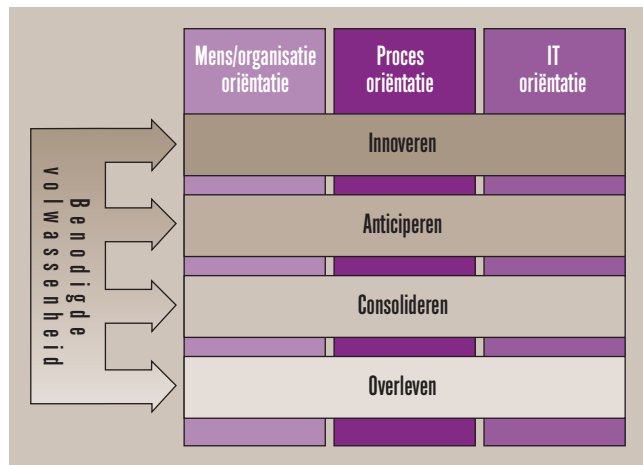 Mens/organisatie
oriëntatie
Proces
oriëntatie
IT
oriëntatie
Innoveren
Anticiperen
Consolideren
Overleven
Benodigde
volwassenheid